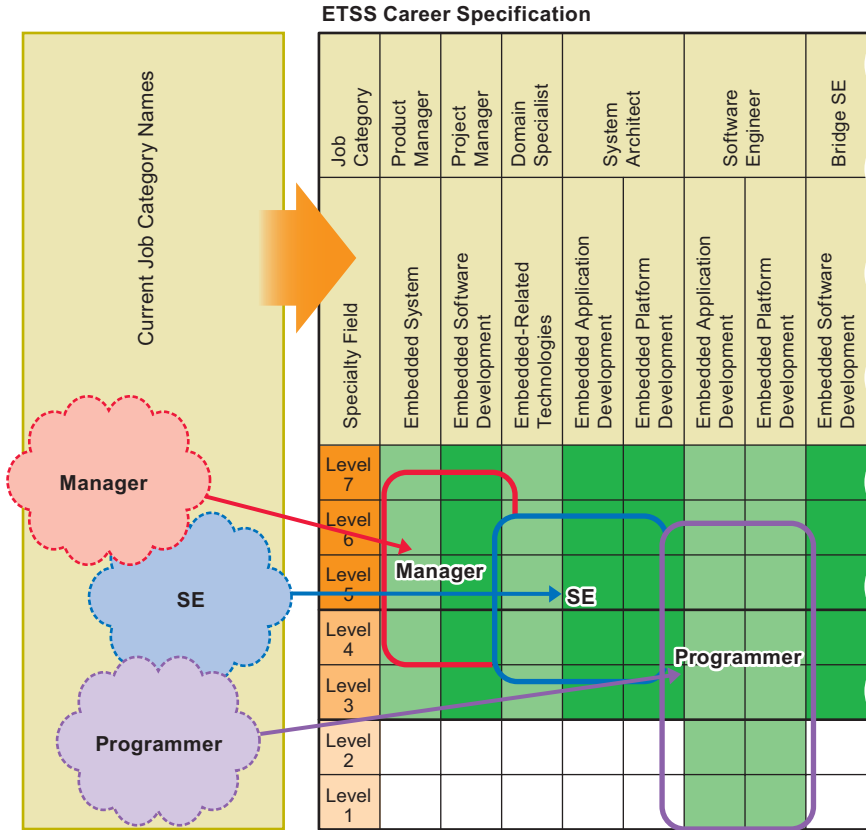 ETSS Career Specification
Current Job Category Names
Job
Category
Product
Manager
Project
Manager
Domain
Specialist
System
Architect
Software
Engineer
Bridge SE
Specialty Field
Embedded System
Embedded Software
Development
Embedded-Related
Technologies
Embedded Application
Development
Embedded Platform
Development
Embedded Application
Development
Embedded Platform
Development
Embedded Software
Development
Manager
SE
Programmer
Level
7
Level
6
Level
5
Level
4
Level
3
Level
2
Level
1
Manager
SE
Programmer